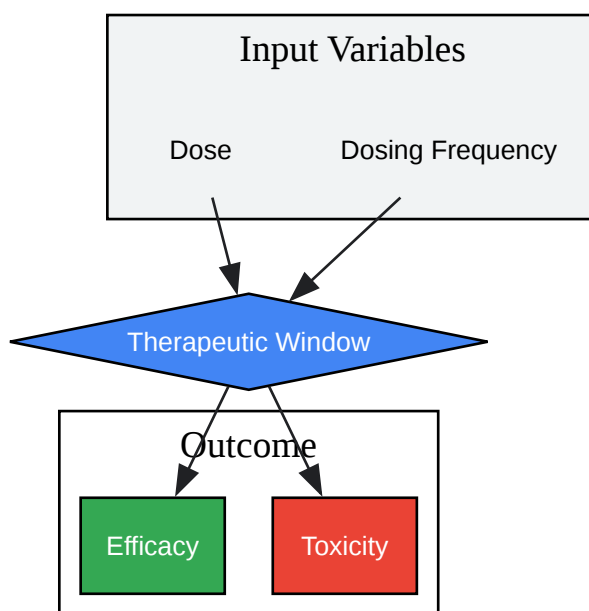 Input Variables
Dose
Dosing Frequency
Therapeutic Window
Outcome
Efficacy
Toxicity